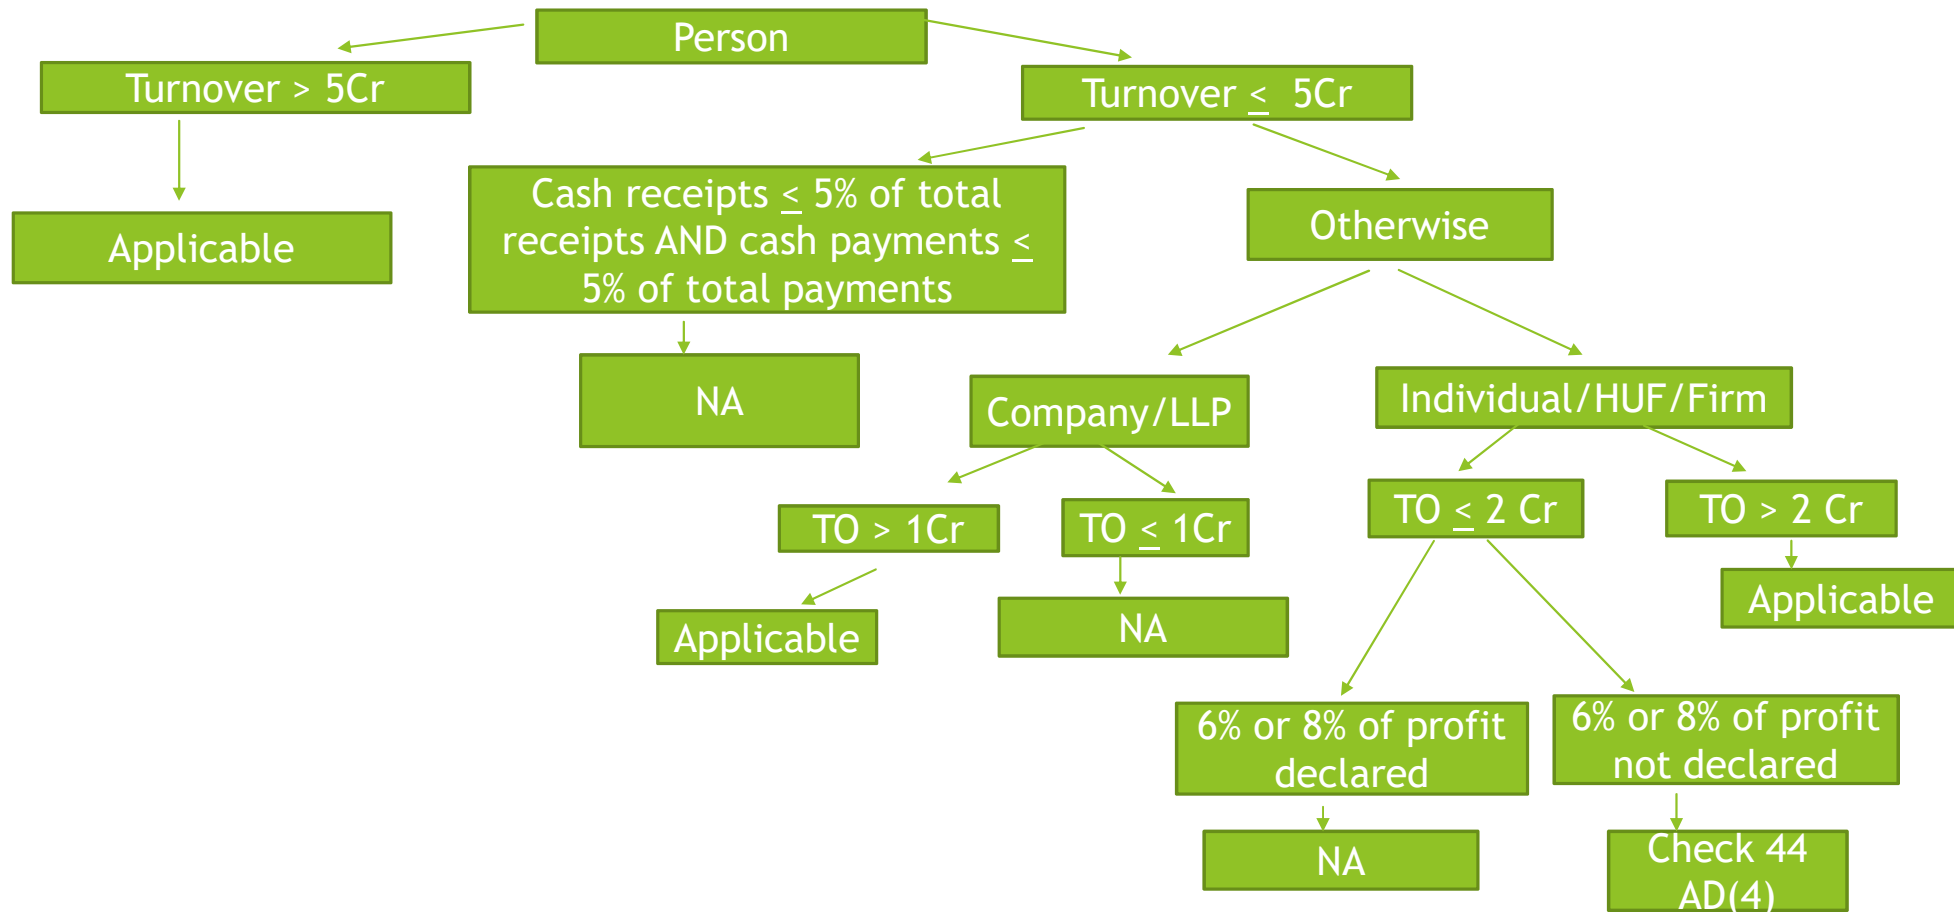 Person
Turnover > 5Cr
Turnover ≤ 5Cr
Applicable
Cash receipts ≤ 5% of total
receipts AND cash payments ≤
5% of total payments
Otherwise
NA
Company/LLP
Individual/HUF/Firm
TO > 1Cr
TO ≤ 1Cr
TO ≤ 2 Cr
TO > 2 Cr
Applicable
NA
Applicable
6% or 8% of profit
declared
6% or 8% of profit
not declared
NA
Check 44
AD(4)